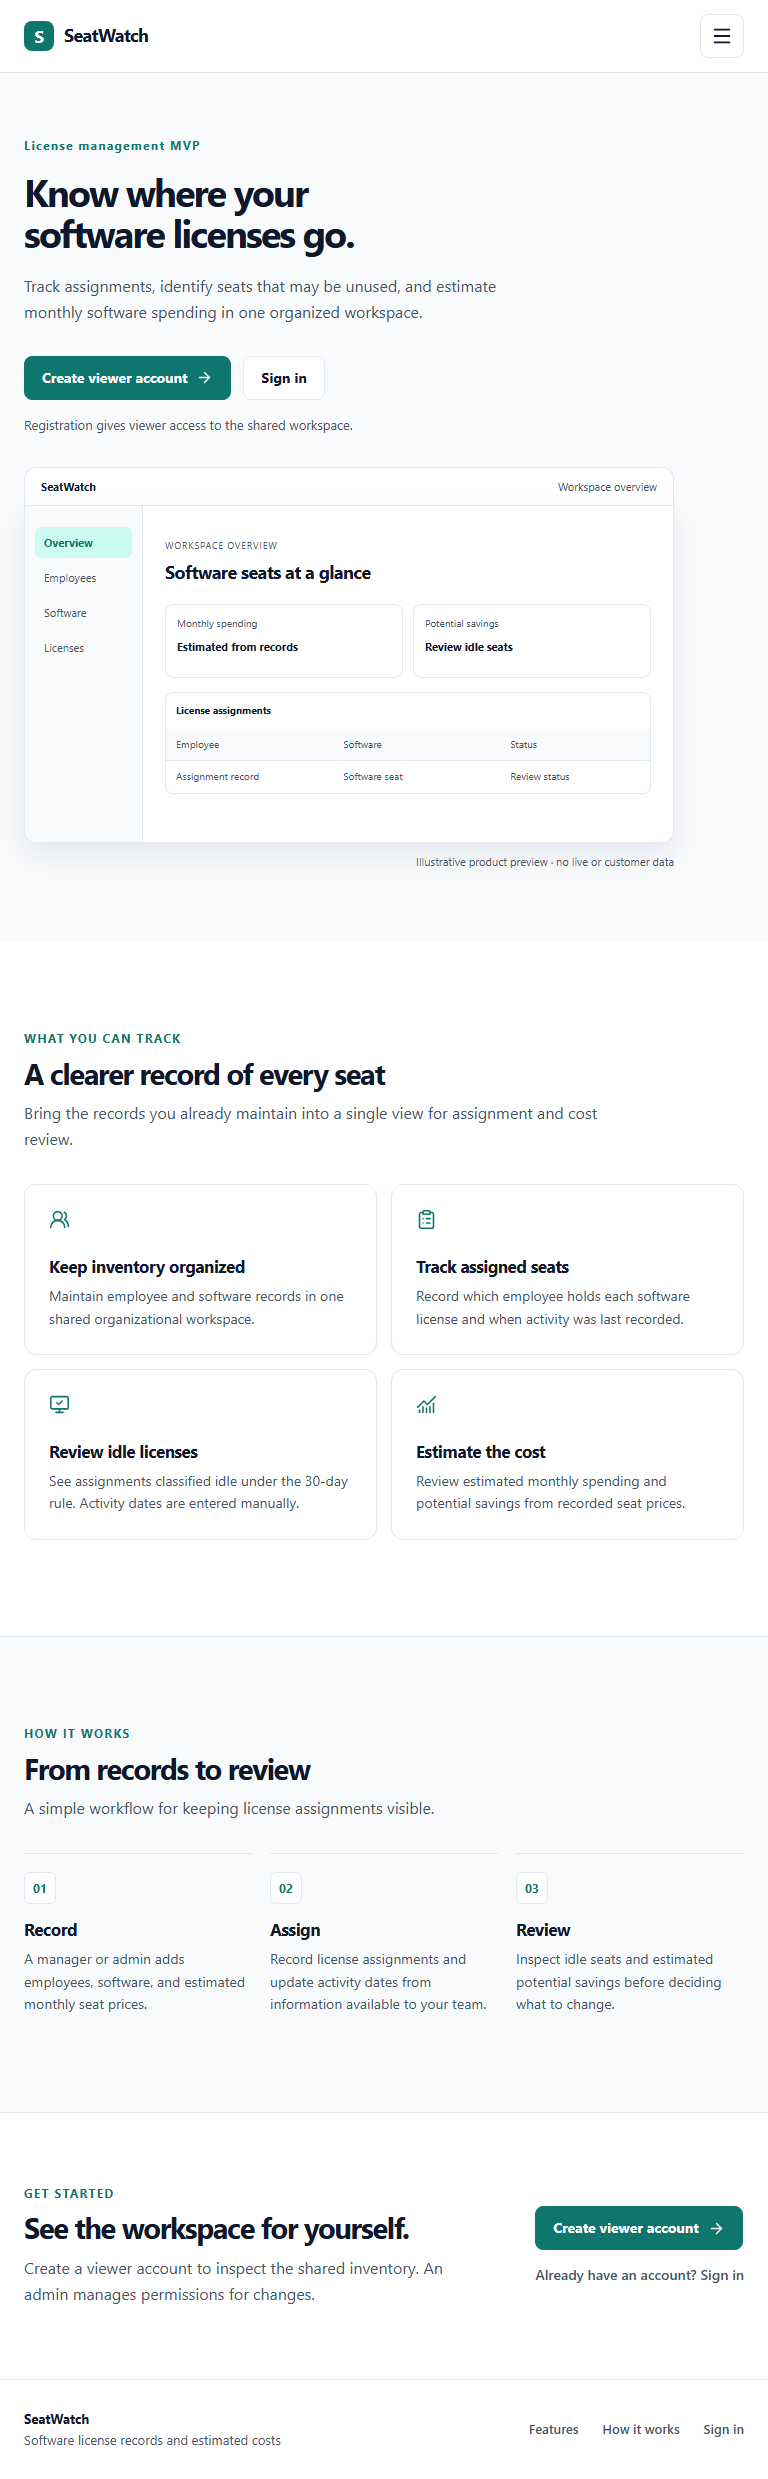 S SeatWatch
License management MVP
Know where your
software licenses go.
Track assignments, identify seats that may be unused, and estimate
monthly software spending in one organized workspace.
Create viewer account
Sign in
Registration gives viewer access to the shared workspace.
SeatWatch
Workspace overview
Overview
Employees
Software
Licenses
WORKSPACE OVERVIEW
Software seats at a glance
Monthly spending
Estimated from records
Potential savings
Review idle seats
License assignments
Employee Software Status
Assignment record Software seat Review status
Illustrative product preview · no live or customer data
WHAT YOU CAN TRACK
A clearer record of every seat
Bring the records you already maintain into a single view for assignment and cost
review.
Keep inventory organized
Maintain employee and software records in one
shared organizational workspace.
Track assigned seats
Record which employee holds each software
license and when activity was last recorded.
Review idle licenses
See assignments classified idle under the 30-day
rule. Activity dates are entered manually.
Estimate the cost
Review estimated monthly spending and
potential savings from recorded seat prices.
HOW IT WORKS
From records to review
A simple workflow for keeping license assignments visible.
01
Record
A manager or admin adds
employees, software, and estimated
monthly seat prices.
02
Assign
Record license assignments and
update activity dates from
information available to your team.
03
Review
Inspect idle seats and estimated
potential savings before deciding
what to change.
GET STARTED
See the workspace for yourself.
Create a viewer account to inspect the shared inventory. An
admin manages permissions for changes.
Create viewer account
Already have an account? Sign in
SeatWatch
Software license records and estimated costs
Features How it works Sign in